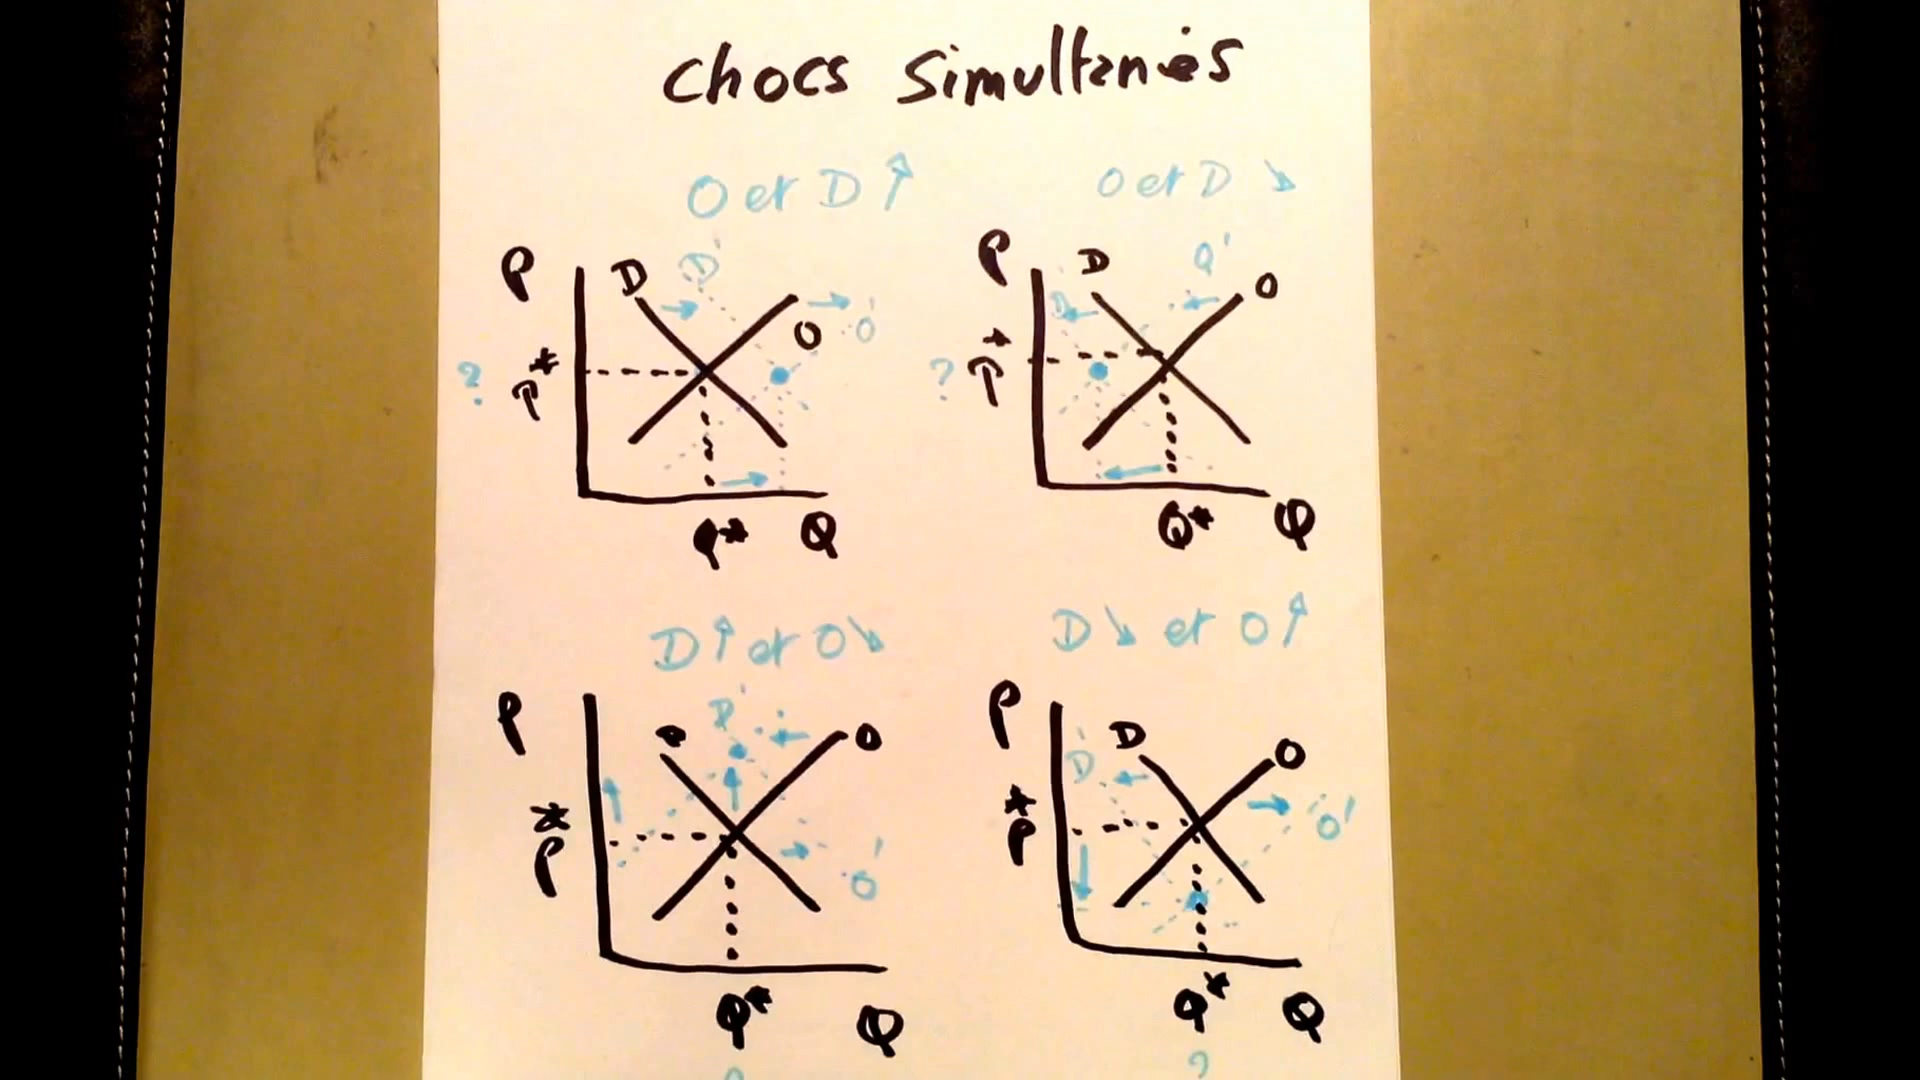 Chocs Simultanés
O et D ↑
O et D ↘
P
D
D'
O
O'
? P*
Q*
Q
P
D
D
O'
O
? P*
Q*
Q
D ↑ et O ↘
D ↘ et O ↑
P
D
D'
O
*P
O'
Q*
Q
P
D'
D
O
*P
O'
Q*
Q
?